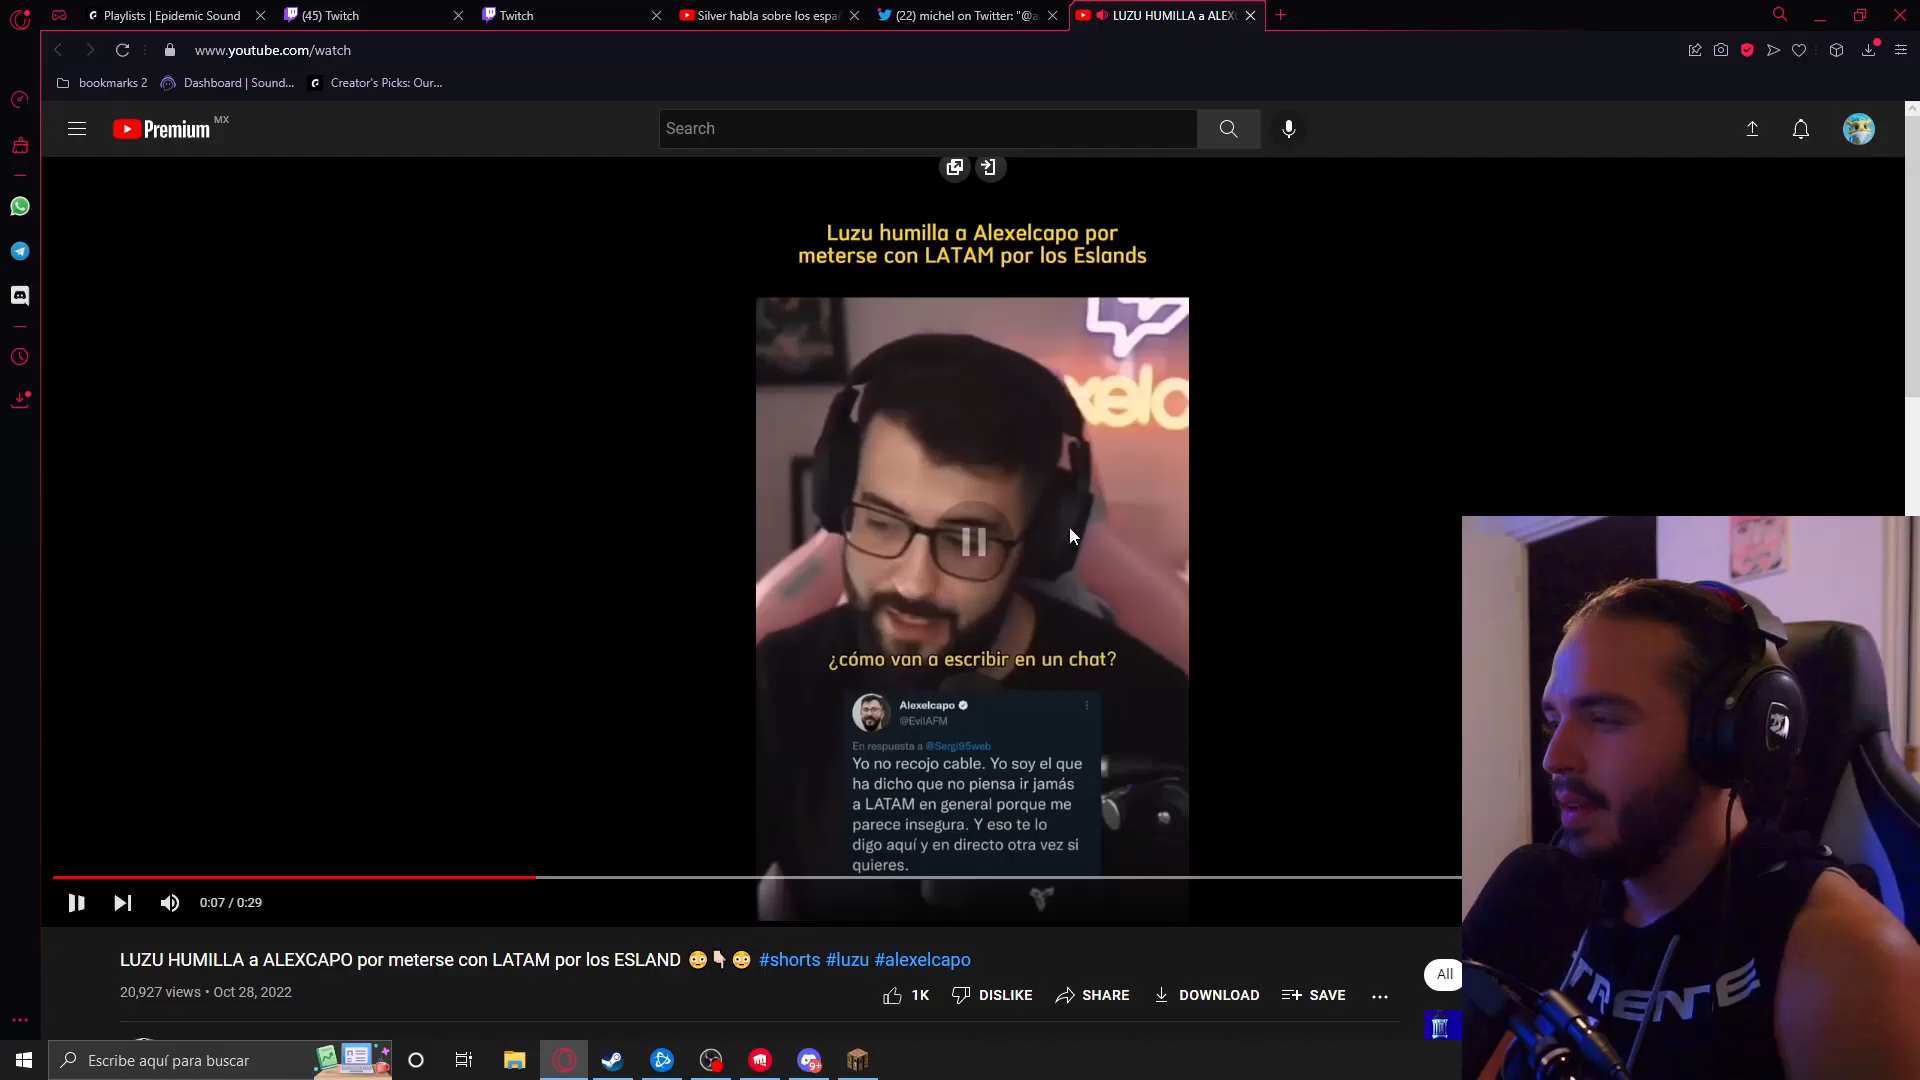 Playlists | Epidemic Sound
(45) Twitch
Twitch
Silver habla sobre los espa
(22) michel on Twitter: "@a
LUZU HUMILLA a ALEX
www.youtube.com/watch
bookmarks 2
Dashboard | Sound...
Creator's Picks: Our...
Premium
MX
Search
Luzu humilla a Alexelcapo por
meterse con LATAM por los Eslands
xelc
¿cómo van a escribir en un chat?
Alexelcapo
@EvilAFM
En respuesta a @Sergi95web
Yo no recojo cable. Yo soy el que
ha dicho que no piensa ir jamás
a LATAM en general porque me
parece insegura. Y eso te lo
digo aquí y en directo otra vez si
quieres.
0:07 / 0:29
LUZU HUMILLA a ALEXCAPO por meterse con LATAM por los ESLAND 😳👇🏻😳 #shorts #luzu #alexelcapo
20,927 views • Oct 28, 2022
1K
DISLIKE
SHARE
DOWNLOAD
SAVE
All
Escribe aquí para buscar
9+